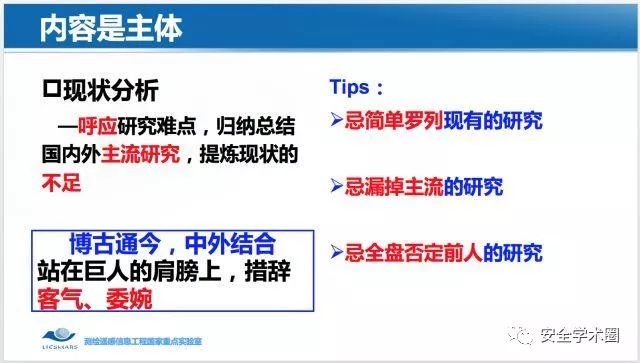 内容是主体
口现状分析
—呼应研究难点，归纳总结
国内外主流研究，提炼现状的
不足
博古通今，中外结合
站在巨人的肩膀上，措辞
客气、委婉
Tips：
➢忌简单罗列现有的研究
➢忌漏掉主流的研究
➢忌全盘否定前人的研究
LIESMARS
测绘遥感信息工程国家重点实验室
安全学术圈